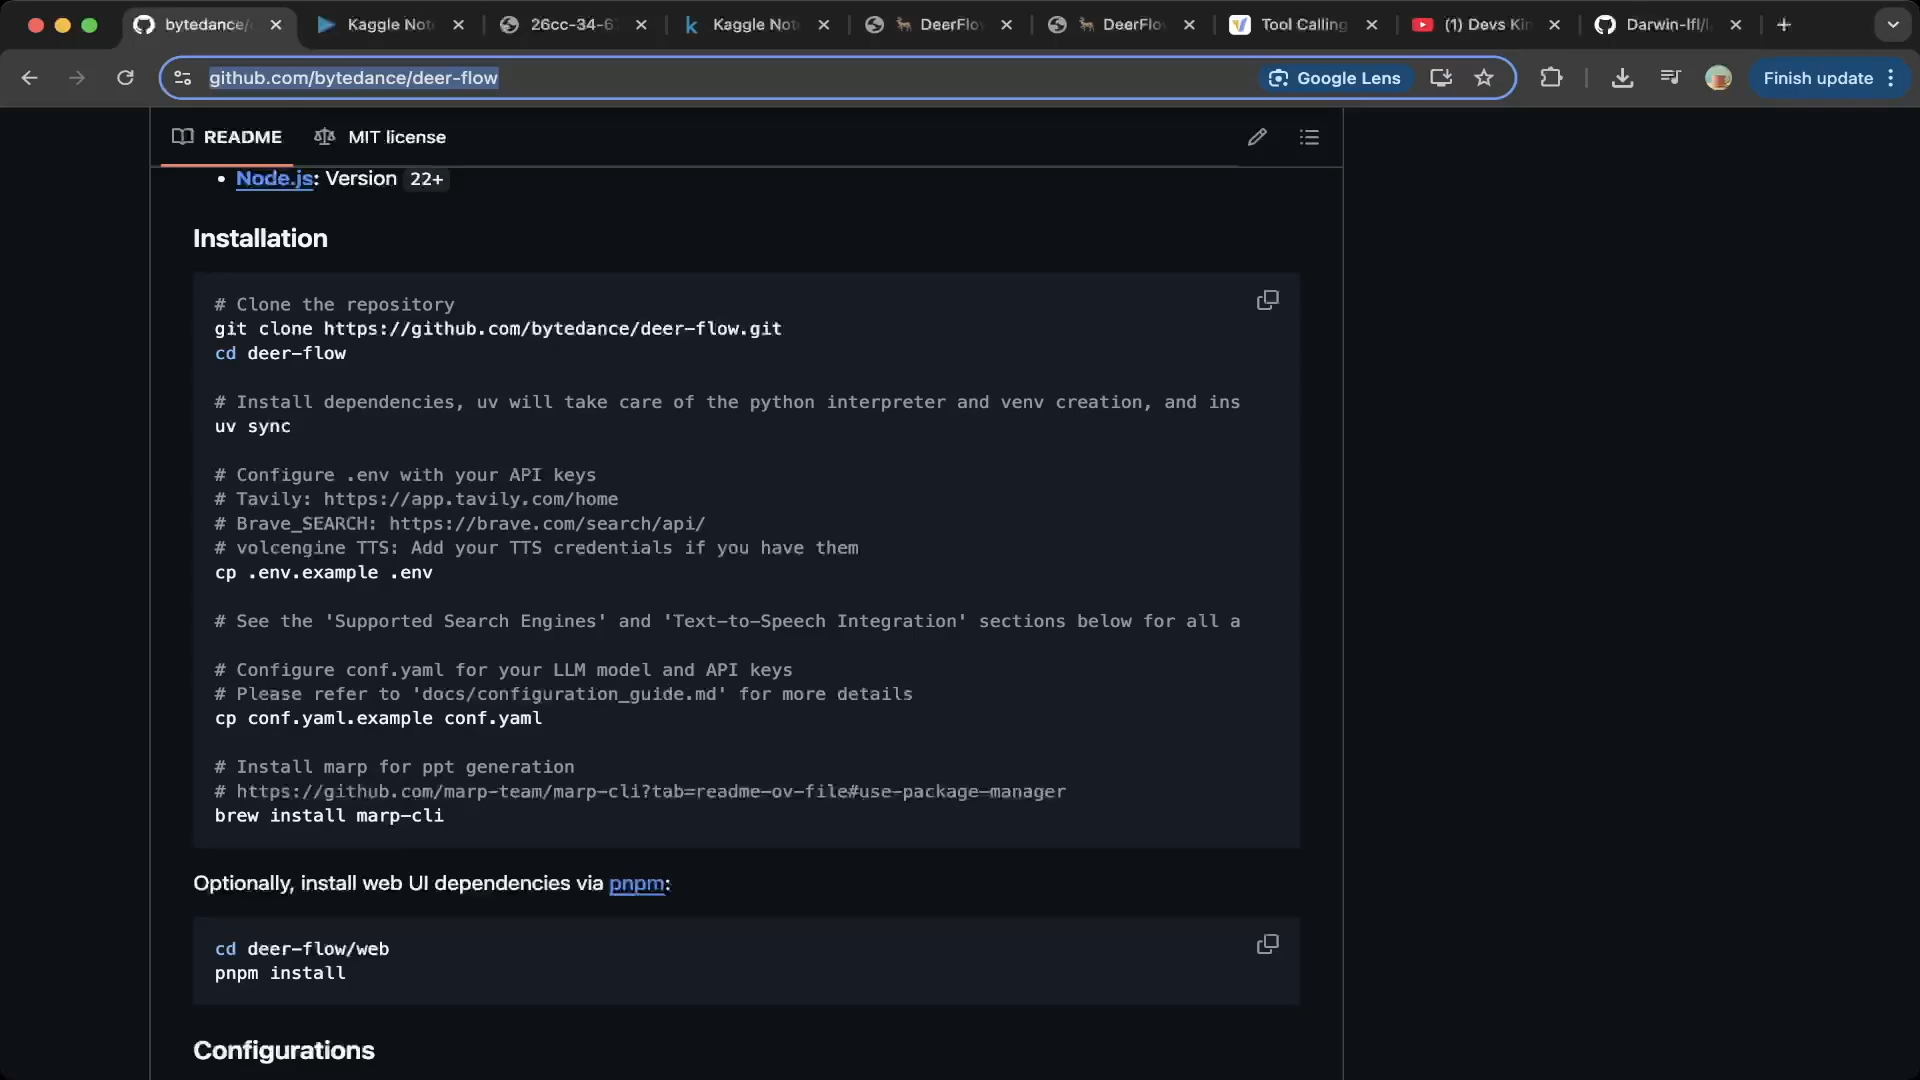 bytedance/
Kaggle Not
26cc-34-6
Kaggle Not
DeerFlo
DeerFlo
Tool Calling
(1) Devs Kin
Darwin-lfl/
github.com/bytedance/deer-flow
Google Lens
Finish update
README
MIT license
• Node.js: Version 22+
Installation
# Clone the repository
git clone https://github.com/bytedance/deer-flow.git
cd deer-flow
# Install dependencies, uv will take care of the python interpreter and venv creation, and ins
uv sync
# Configure .env with your API keys
# Tavily: https://app.tavily.com/home
# Brave_SEARCH: https://brave.com/search/api/
# volcengine TTS: Add your TTS credentials if you have them
cp .env.example .env
# See the 'Supported Search Engines' and 'Text-to-Speech Integration' sections below for all a
# Configure conf.yaml for your LLM model and API keys
# Please refer to 'docs/configuration_guide.md' for more details
cp conf.yaml.example conf.yaml
# Install marp for ppt generation
# https://github.com/marp-team/marp-cli?tab=readme-ov-file#use-package-manager
brew install marp-cli
Optionally, install web UI dependencies via pnpm:
cd deer-flow/web
pnpm install
Configurations